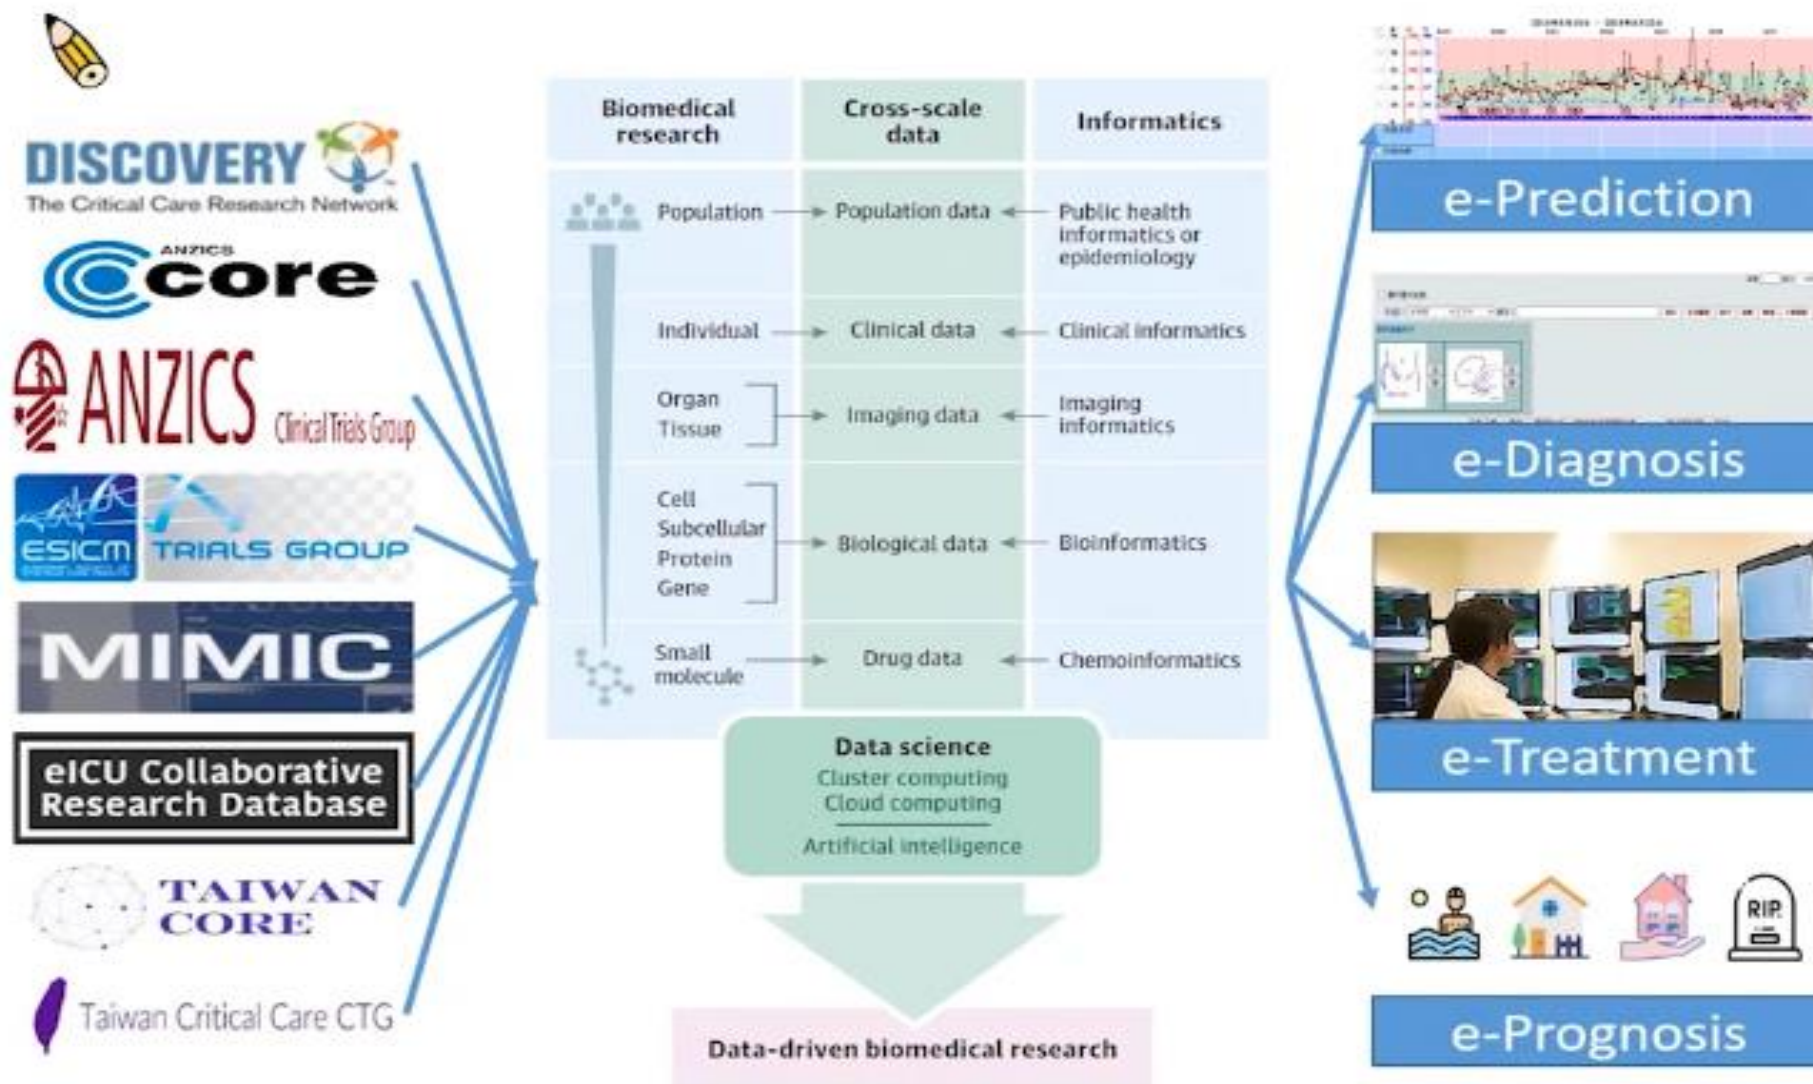 DISCOVERY
The Critical Care Research Network
ANZICS
core
ANZICS Clinical Trials Group
ESICM
TRIALS GROUP
MIMIC
eICU Collaborative
Research Database
TAIWAN
CORE
Taiwan Critical Care CTG
Biomedical
research
Cross-scale
data
Informatics
Population
Population data
Public health
informatics or
epidemiology
Individual
Clinical data
Clinical informatics
Organ
Tissue
Imaging data
Imaging
informatics
Cell
Subcellular
Protein
Gene
Biological data
Bioinformatics
Small
molecule
Drug data
Chemoinformatics
Data science
Cluster computing
Cloud computing
Artificial intelligence
Data-driven biomedical research
e-Prediction
e-Diagnosis
e-Treatment
RIP.
e-Prognosis